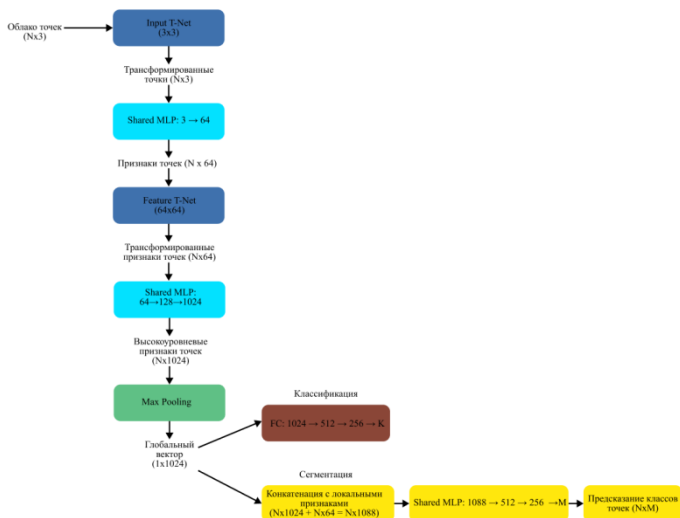 Облако точек
(Nx3)
Input T-Net
(3x3)
Трансформированные
точки (Nx3)
Shared MLP: 3 → 64
Признаки точек (N x 64)
Feature T-Net
(64x64)
Трансформированные
признаки точек (Nx64)
Shared MLP:
64→128→1024
Высокоуровневые
признаки точек
(Nx1024)
Max Pooling
Глобальный
вектор
(1x1024)
Классификация
FC: 1024 → 512 → 256 → K
Сегментация
Конкатенация с локальными
признаками
(Nx1024 + Nx64 = Nx1088)
Shared MLP: 1088 → 512 → 256 →M
Предсказание классов
точек (NxM)